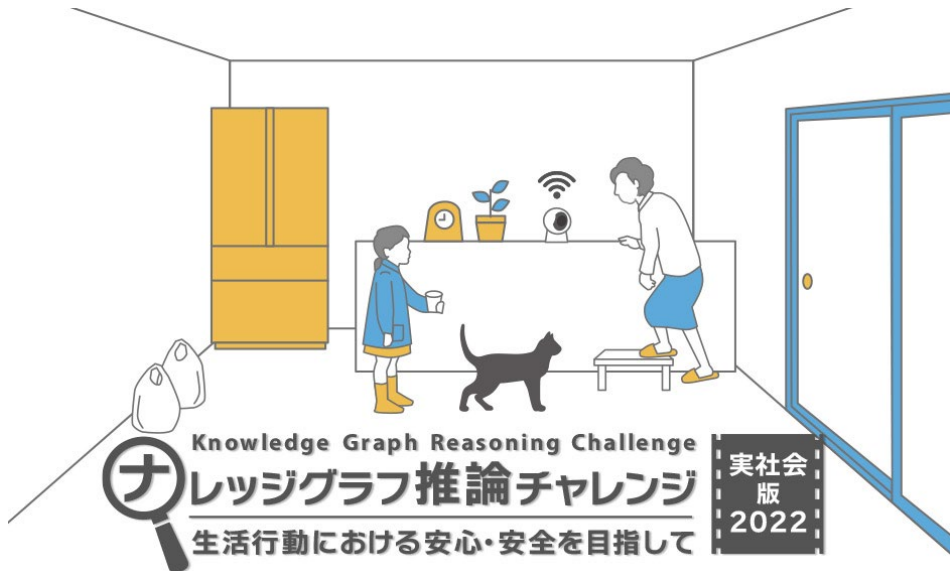 Knowledge Graph Reasoning Challenge
ナレッジグラフ推論チャレンジ
生活行動における安心・安全を目指して
実社会
版
2022